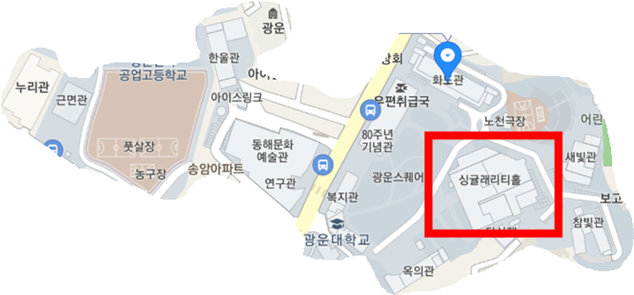 광운
한울관
공업고등학교
아이
누리관
근면관
아이스링크
풋살장
농구장
송암아파트
동해문화
예술관
연구관
우편취급국
80주년
기념관
광운스퀘어
복지관
광운대학교
옥의관
화도관
노천극장
어린
싱귤래리티홀
새빛관
보고
참빛관